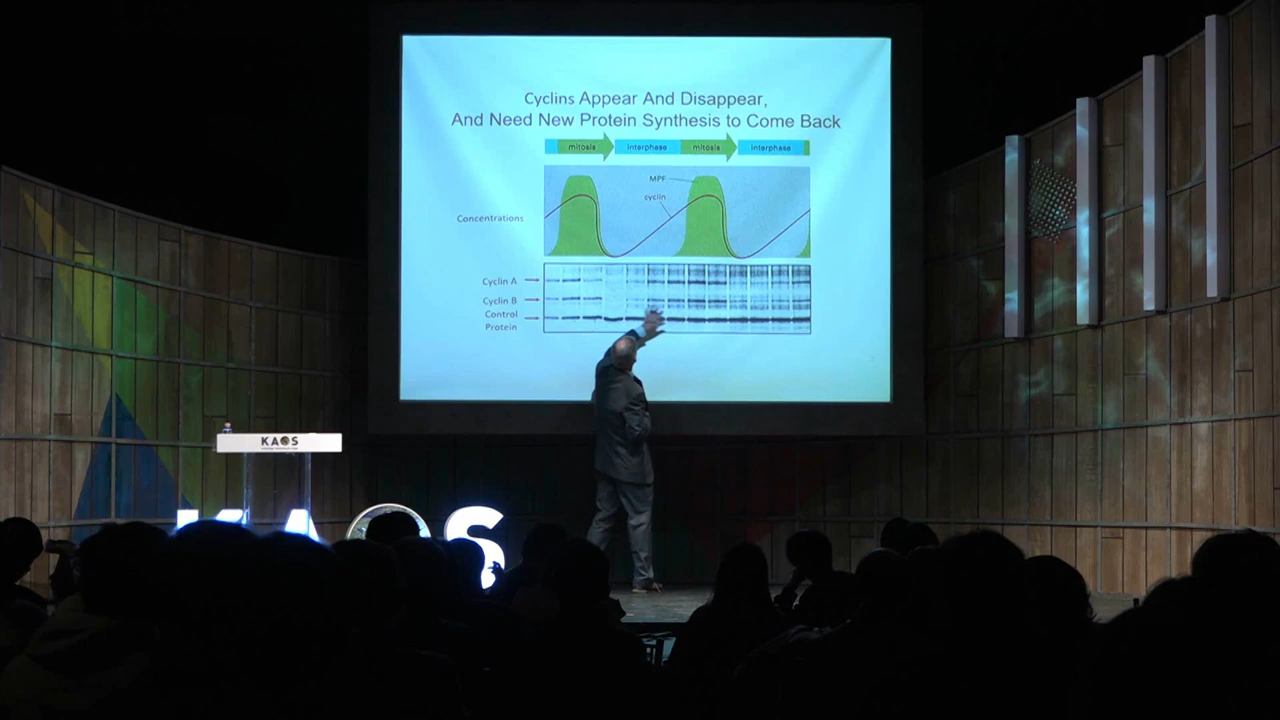 Cyclins Appear And Disappear,
And Need New Protein Synthesis to Come Back
mitosis interphase mitosis interphase
MPF
cyclin
Concentrations
Cyclin A
Cyclin B
Control
Protein
KAOS
KAOS